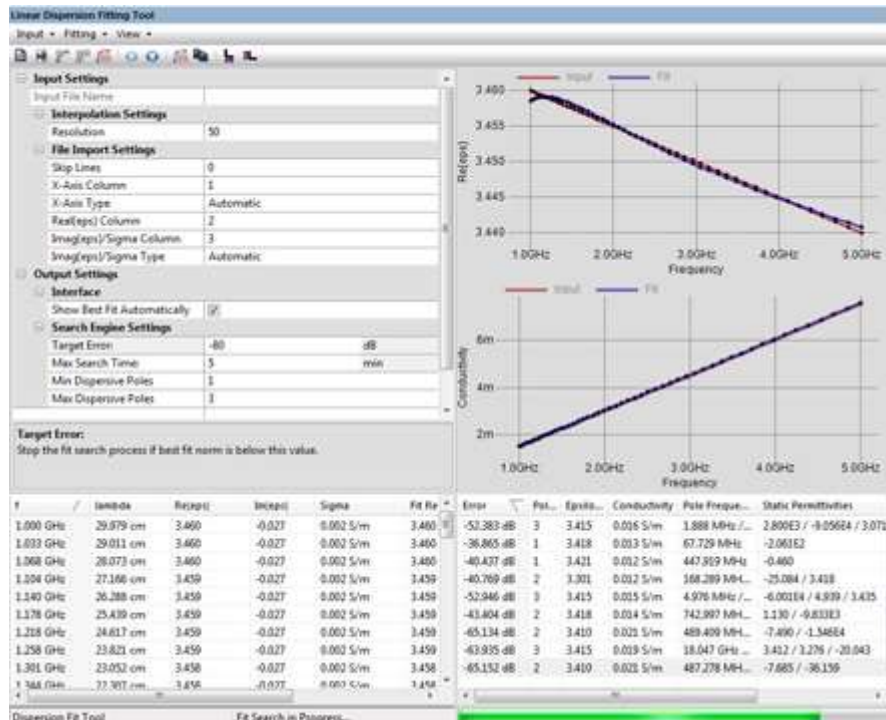 Linear Dispersion Fitting Tool
Input Fitting View
Input Settings
Input File Name
Interpolation Settings
Resolution 50
File Import Settings
Skip Lines 0
X-Axis Column 1
X-Axis Type Automatic
Real(eps) Column 2
Imag(eps)/Sigma Column 3
Imag(eps)/Sigma Type Automatic
Output Settings
Interface
Show Best Fit Automatically
Search Engine Settings
Target Error: -80 dB
Max Search Time: 5 min
Min Dispersive Poles 1
Max Dispersive Poles 3
Target Error:
Stop the fit search process if best fit norm is below this value.
Input Fit
3.460
3.455
3.450
3.445
3.440
Re(eps)
1.0GHz 2.0GHz 3.0GHz 4.0GHz 5.0GHz
Frequency
Input Fit
6m
4m
2m
Conductivity
1.0GHz 2.0GHz 3.0GHz 4.0GHz 5.0GHz
Frequency
f lambda Re(eps) Im(eps) Sigma Fit Re
1.000 GHz 29.979 cm 3.460 -0.027 0.002 S/m 3.460
1.033 GHz 29.011 cm 3.460 -0.027 0.002 S/m 3.460
1.068 GHz 28.073 cm 3.460 -0.027 0.002 S/m 3.460
1.104 GHz 27.166 cm 3.459 -0.027 0.002 S/m 3.459
1.140 GHz 26.288 cm 3.459 -0.027 0.002 S/m 3.459
1.178 GHz 25.439 cm 3.459 -0.027 0.002 S/m 3.459
1.218 GHz 24.617 cm 3.459 -0.027 0.002 S/m 3.459
1.258 GHz 23.821 cm 3.459 -0.027 0.002 S/m 3.459
1.301 GHz 23.052 cm 3.458 -0.027 0.002 S/m 3.458
1.344 GHz 22.307 cm 3.458 -0.027 0.002 S/m 3.458
Error Pol... Epsilo... Conductivity Pole Freque... Static Permittivities
-52.383 dB 3 3.415 0.016 S/m 1.888 MHz /... 2.800E3 / -9.056E4 / 3.071
-36.865 dB 1 3.418 0.013 S/m 67.729 MHz -2.061E2
-40.437 dB 1 3.421 0.012 S/m 447.919 MHz -0.460
-40.769 dB 2 3.301 0.012 S/m 168.289 MH... -25.084 / 3.418
-52.946 dB 3 3.415 0.015 S/m 4.976 MHz /... -6.001E4 / 4.939 / 3.435
-43.404 dB 2 3.418 0.014 S/m 742.997 MH... 1.130 / -9.833E3
-65.134 dB 2 3.410 0.021 S/m 489.409 MH... -7.490 / -1.546E4
-63.935 dB 3 3.415 0.019 S/m 18.047 GHz ... 3.412 / 3.276 / -20.043
-65.152 dB 2 3.410 0.021 S/m 487.278 MH... -7.685 / -36.159
Dispersion Fit Tool Fit Search in Progress...